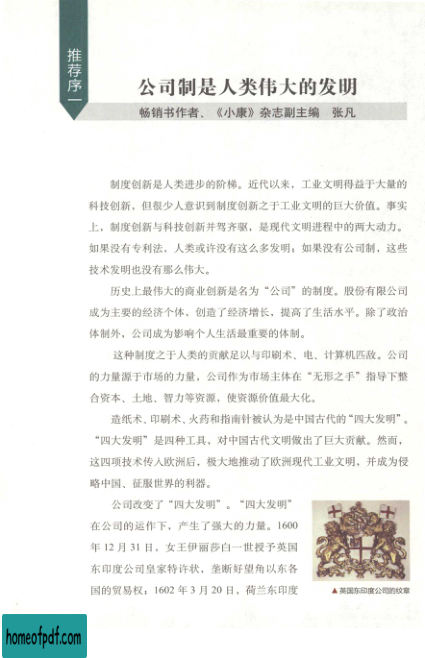 推荐序一
公司制是人类伟大的发明
畅销书作者、《小康》杂志副主编 张凡
制度创新是人类进步的阶梯。近代以来，工业文明得益于大量的
科技创新，但很少人意识到制度创新之于工业文明的巨大价值。事实
上，制度创新与科技创新并驾齐驱，是现代文明进程中的两大动力。
如果没有专利法，人类或许没有这么多发明；如果没有公司制，这些
技术发明也没有那么伟大。
历史上最伟大的商业创新是名为“公司”的制度。股份有限公司
成为主要的经济个体，创造了经济增长，提高了生活水平。除了政治
体制外，公司成为影响个人生活最重要的体制。
这种制度之于人类的贡献足以与印刷术、电、计算机匹敌。公司
的力量源于市场的力量，公司作为市场主体在“无形之手”指导下整
合资本、土地、智力等资源，使资源价值最大化。
造纸术、印刷术、火药和指南针被认为是中国古代的“四大发明”。
“四大发明”是四种工具，对中国古代文明做出了巨大贡献。然而，
这四项技术传入欧洲后，极大地推动了欧洲现代工业文明，并成为侵
略中国、征服世界的利器。
公司改变了“四大发明”。“四大发明”
在公司的运作下，产生了强大的力量。1600
年 12 月 31 日，女王伊丽莎白一世授予英国
东印度公司皇家特许状，垄断好望角以东各
国的贸易权；1602 年 3 月 20 日，荷兰东印度
▲ 英国东印度公司的纹章
homeofpdf.com